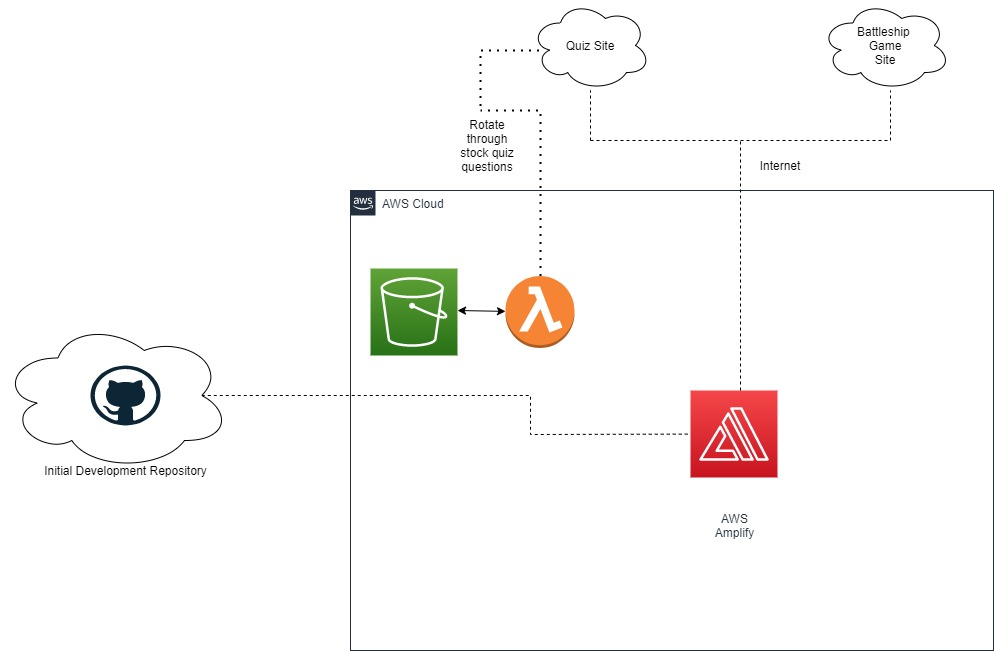 Quiz Site
Battleship
Game
Site
Rotate
through
stock quiz
questions
Internet
aws
AWS Cloud
Initial Development Repository
AWS
Amplify